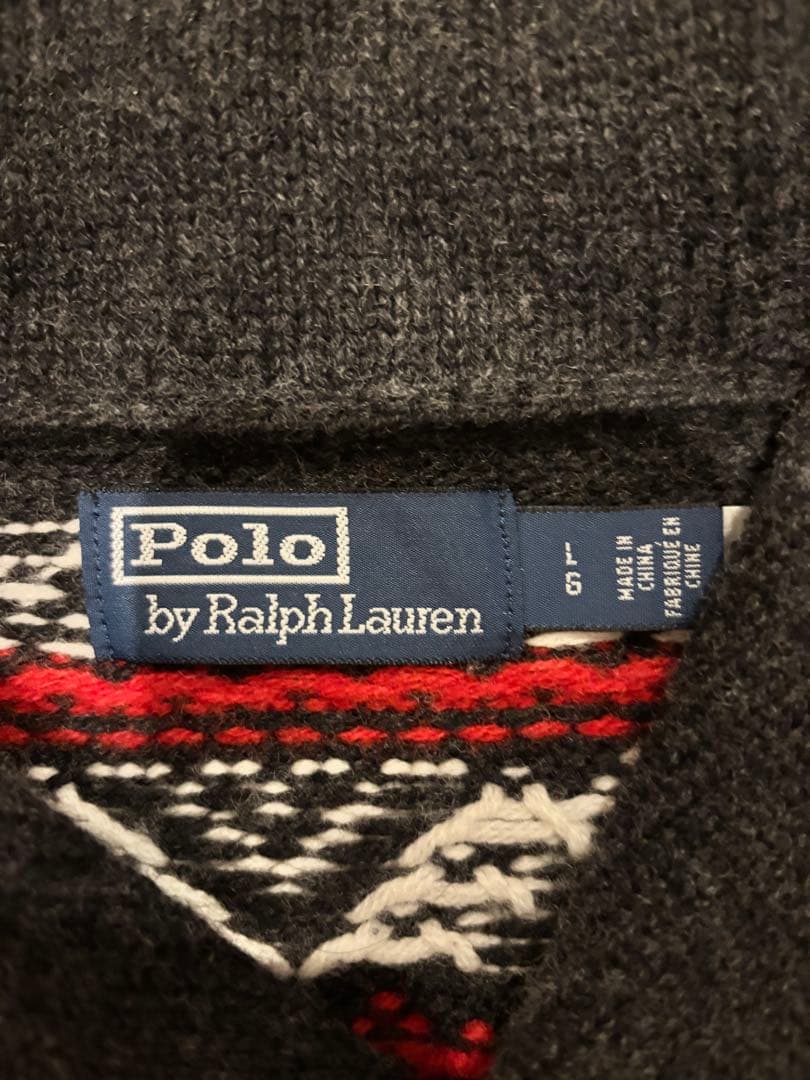 Polo
by Ralph Lauren
L
G
MADE IN
CHINA
FABRIQUÉ EN
CHINE